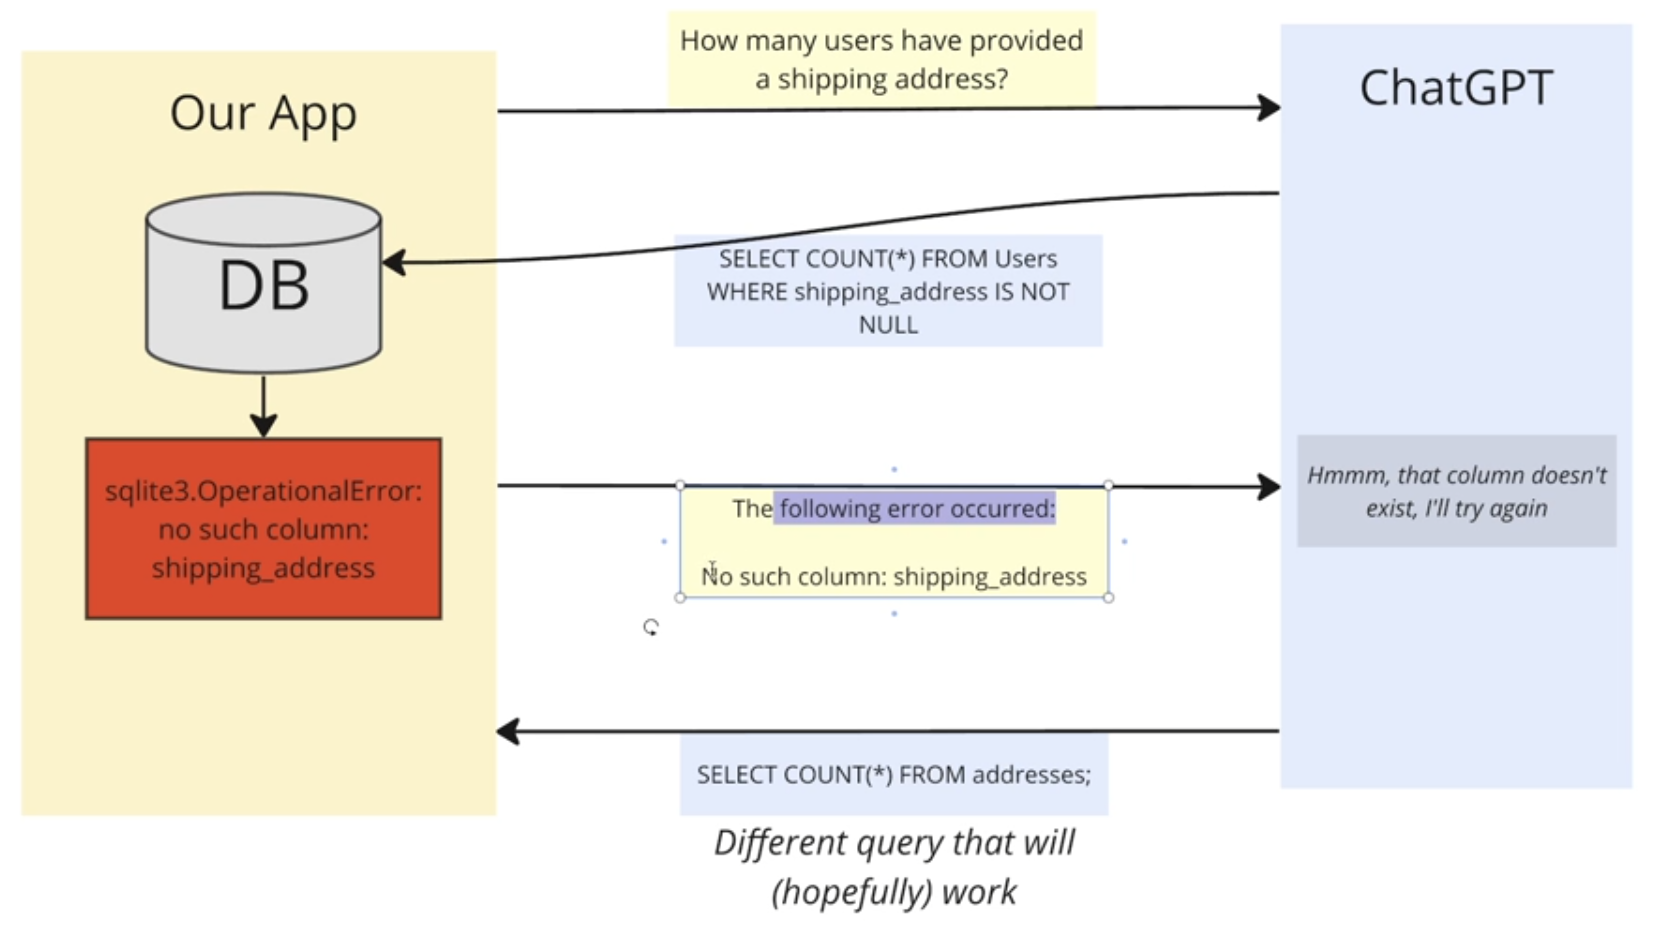 How many users have provided
a shipping address?
Our App
ChatGPT
DB
SELECT COUNT(*) FROM Users
WHERE shipping_address IS NOT
NULL
sqlite3.OperationalError:
no such column:
shipping_address
The following error occurred:
No such column: shipping_address
Hmmm, that column doesn't
exist, I'll try again
SELECT COUNT(*) FROM addresses;
Different query that will
(hopefully) work